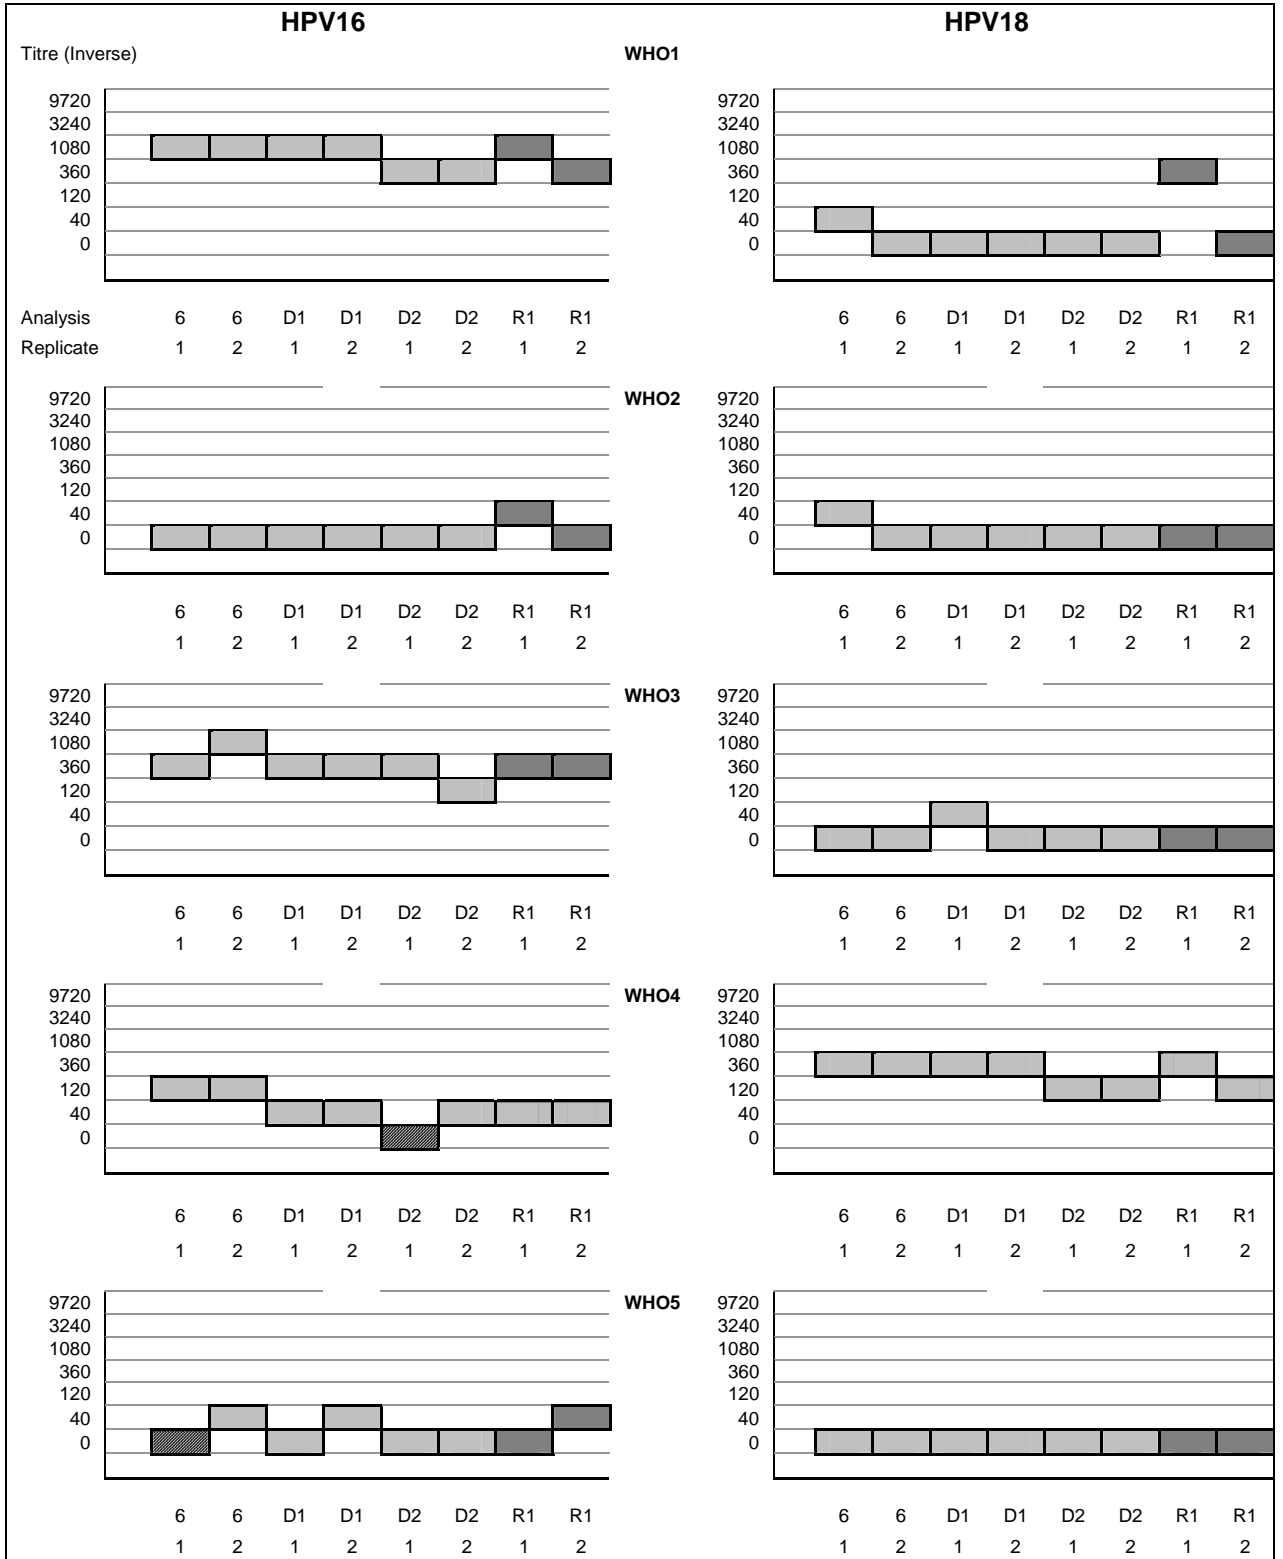 HPV16 HPV18
Titre (Inverse) WHO1
9720 9720
3240 3240
1080 1080
360 360
120 120
40 40
0 0
Analysis 6 6 D1 D1 D2 D2 R1 R1 6 6 D1 D1 D2 D2 R1 R1
Replicate 1 2 1 2 1 2 1 2 1 2 1 2 1 2 1 2
9720 WHO2 9720
3240 3240
1080 1080
360 360
120 120
40 40
0 0
6 6 D1 D1 D2 D2 R1 R1 6 6 D1 D1 D2 D2 R1 R1
1 2 1 2 1 2 1 2 1 2 1 2 1 2 1 2
9720 WHO3 9720
3240 3240
1080 1080
360 360
120 120
40 40
0 0
6 6 D1 D1 D2 D2 R1 R1 6 6 D1 D1 D2 D2 R1 R1
1 2 1 2 1 2 1 2 1 2 1 2 1 2 1 2
9720 WHO4 9720
3240 3240
1080 1080
360 360
120 120
40 40
0 0
6 6 D1 D1 D2 D2 R1 R1 6 6 D1 D1 D2 D2 R1 R1
1 2 1 2 1 2 1 2 1 2 1 2 1 2 1 2
9720 WHO5 9720
3240 3240
1080 1080
360 360
120 120
40 40
0 0
6 6 D1 D1 D2 D2 R1 R1 6 6 D1 D1 D2 D2 R1 R1
1 2 1 2 1 2 1 2 1 2 1 2 1 2 1 2